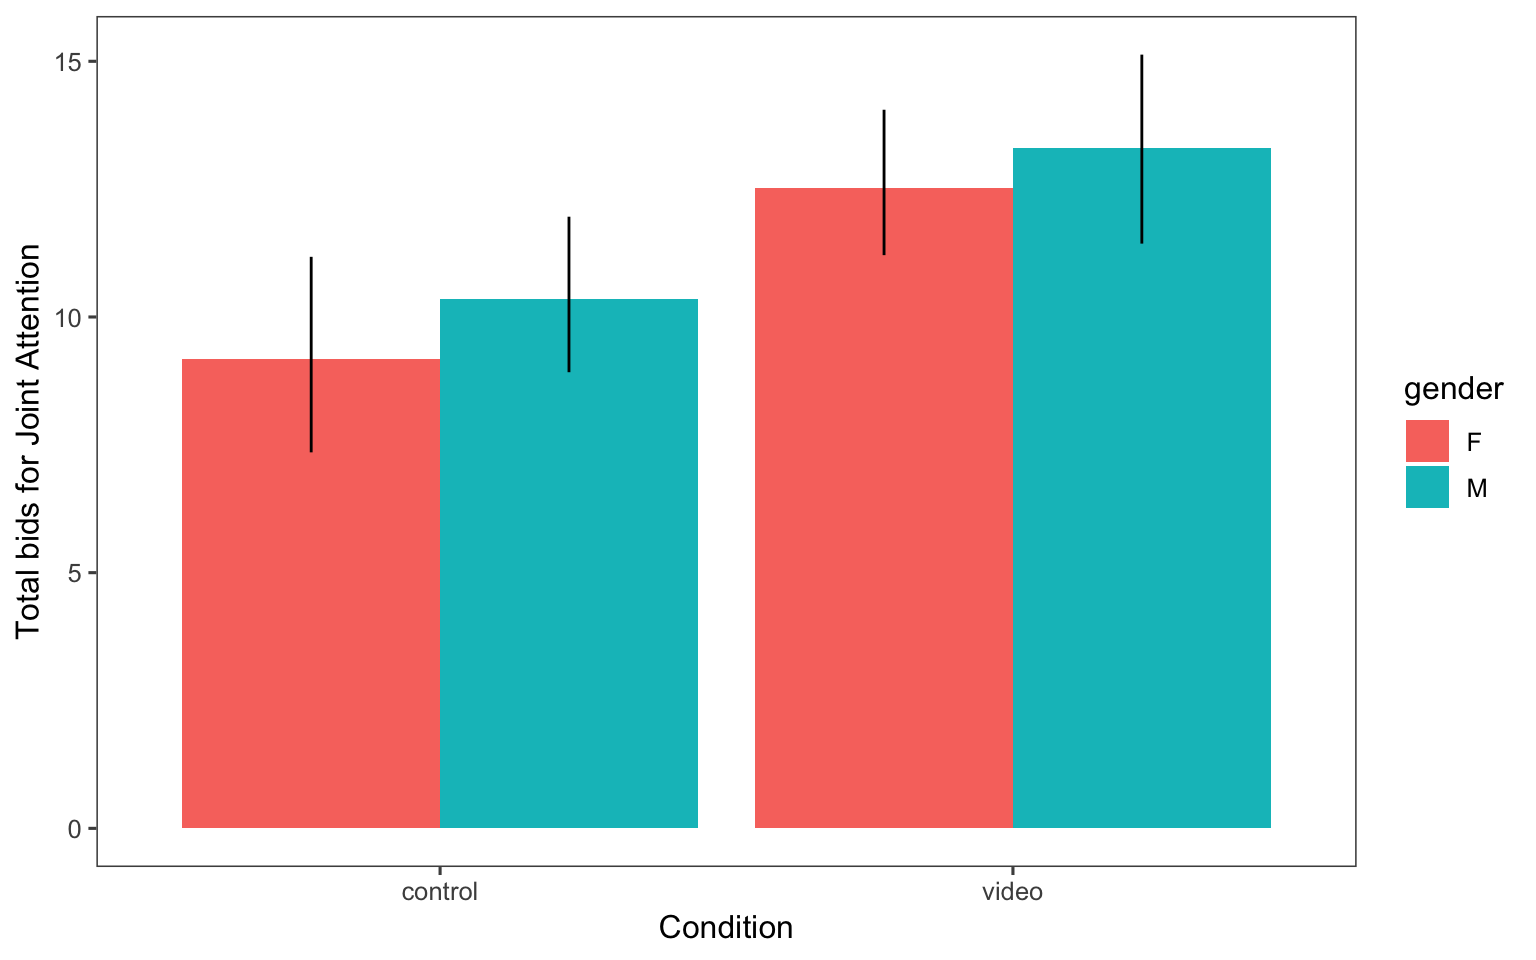 Total bids for Joint Attention
15
10
5
0
control
video
Condition
gender
F
M